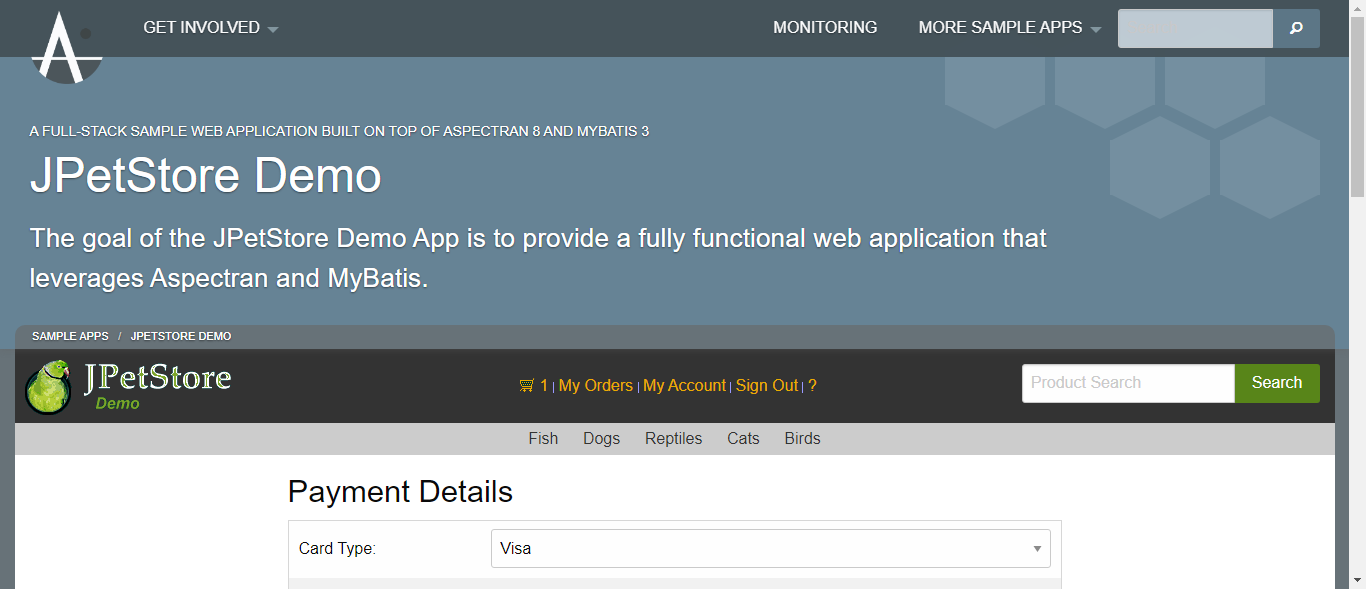 GET INVOLVED
MONITORING
MORE SAMPLE APPS
A FULL-STACK SAMPLE WEB APPLICATION BUILT ON TOP OF ASPECTRAN 8 AND MYBATIS 3
JPetStore Demo
The goal of the JPetStore Demo App is to provide a fully functional web application that
leverages Aspectran and MyBatis.
SAMPLE APPS / JPETSTORE DEMO
JPetStore
Demo
1 | My Orders | My Account | Sign Out | ?
Product Search
Search
Fish Dogs Reptiles Cats Birds
Payment Details
Card Type: Visa